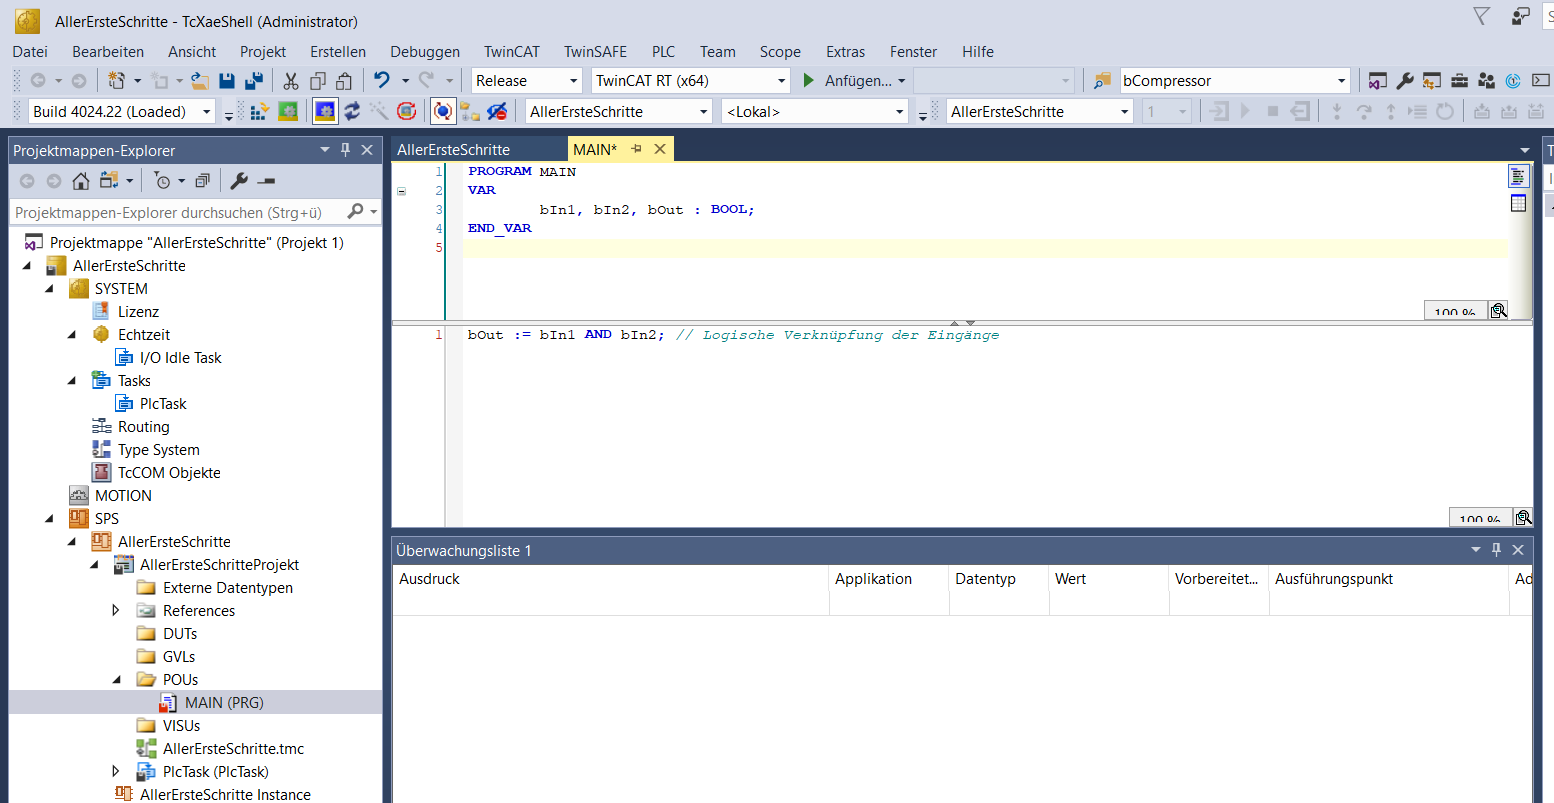 AllerErsteSchritte - TcXaeShell (Administrator)
Datei Bearbeiten Ansicht Projekt Erstellen Debuggen TwinCAT TwinSAFE PLC Team Scope Extras Fenster Hilfe
Release TwinCAT RT (x64) Anfügen... bCompressor
Build 4024.22 (Loaded) AllerErsteSchritte <Lokal> AllerErsteSchritte 1
Projektmappen-Explorer
Projektmappen-Explorer durchsuchen (Strg+ü)
Projektmappe "AllerErsteSchritte" (Projekt 1)
AllerErsteSchritte
SYSTEM
Lizenz
Echtzeit
I/O Idle Task
Tasks
PlcTask
Routing
Type System
TcCOM Objekte
MOTION
SPS
AllerErsteSchritte
AllerErsteSchritteProjekt
Externe Datentypen
References
DUTs
GVLs
POUs
MAIN (PRG)
VISUs
AllerErsteSchritte.tmc
PlcTask (PlcTask)
AllerErsteSchritte Instance
AllerErsteSchritte MAIN*
1 PROGRAM MAIN
2 VAR
3 bIn1, bIn2, bOut : BOOL;
4 END_VAR
5
100 %
1 bOut := bIn1 AND bIn2; // Logische Verknüpfung der Eingänge
100 %
Überwachungsliste 1
Ausdruck Applikation Datentyp Wert Vorbereitet... Ausführungspunkt Ad